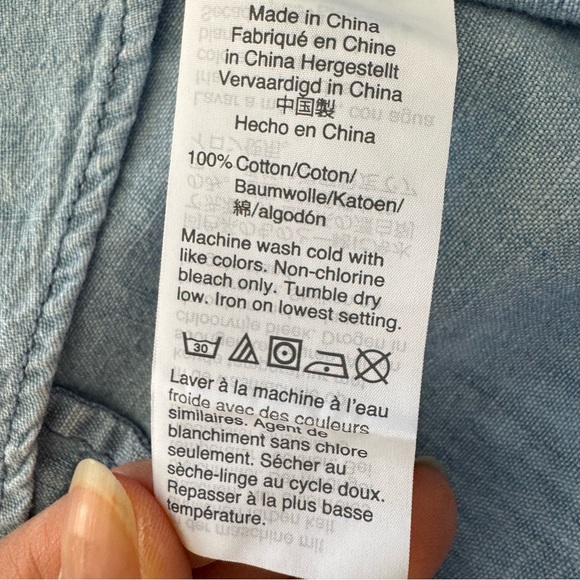 Made in China
Fabriqué en Chine
in China Hergestellt
Vervaardigd in China
中国製
Hecho en China
100% Cotton/Coton/
Baumwolle/Katoen/
綿/algodón
Machine wash cold with
like colors. Non-chlorine
bleach only. Tumble dry
low. Iron on lowest setting.
30
Laver à la machine à l'eau
froide avec des couleurs
similaires. Agent de
blanchiment sans chlore
seulement. Sécher au
sèche-linge au cycle doux.
Repasser à la plus basse
température.